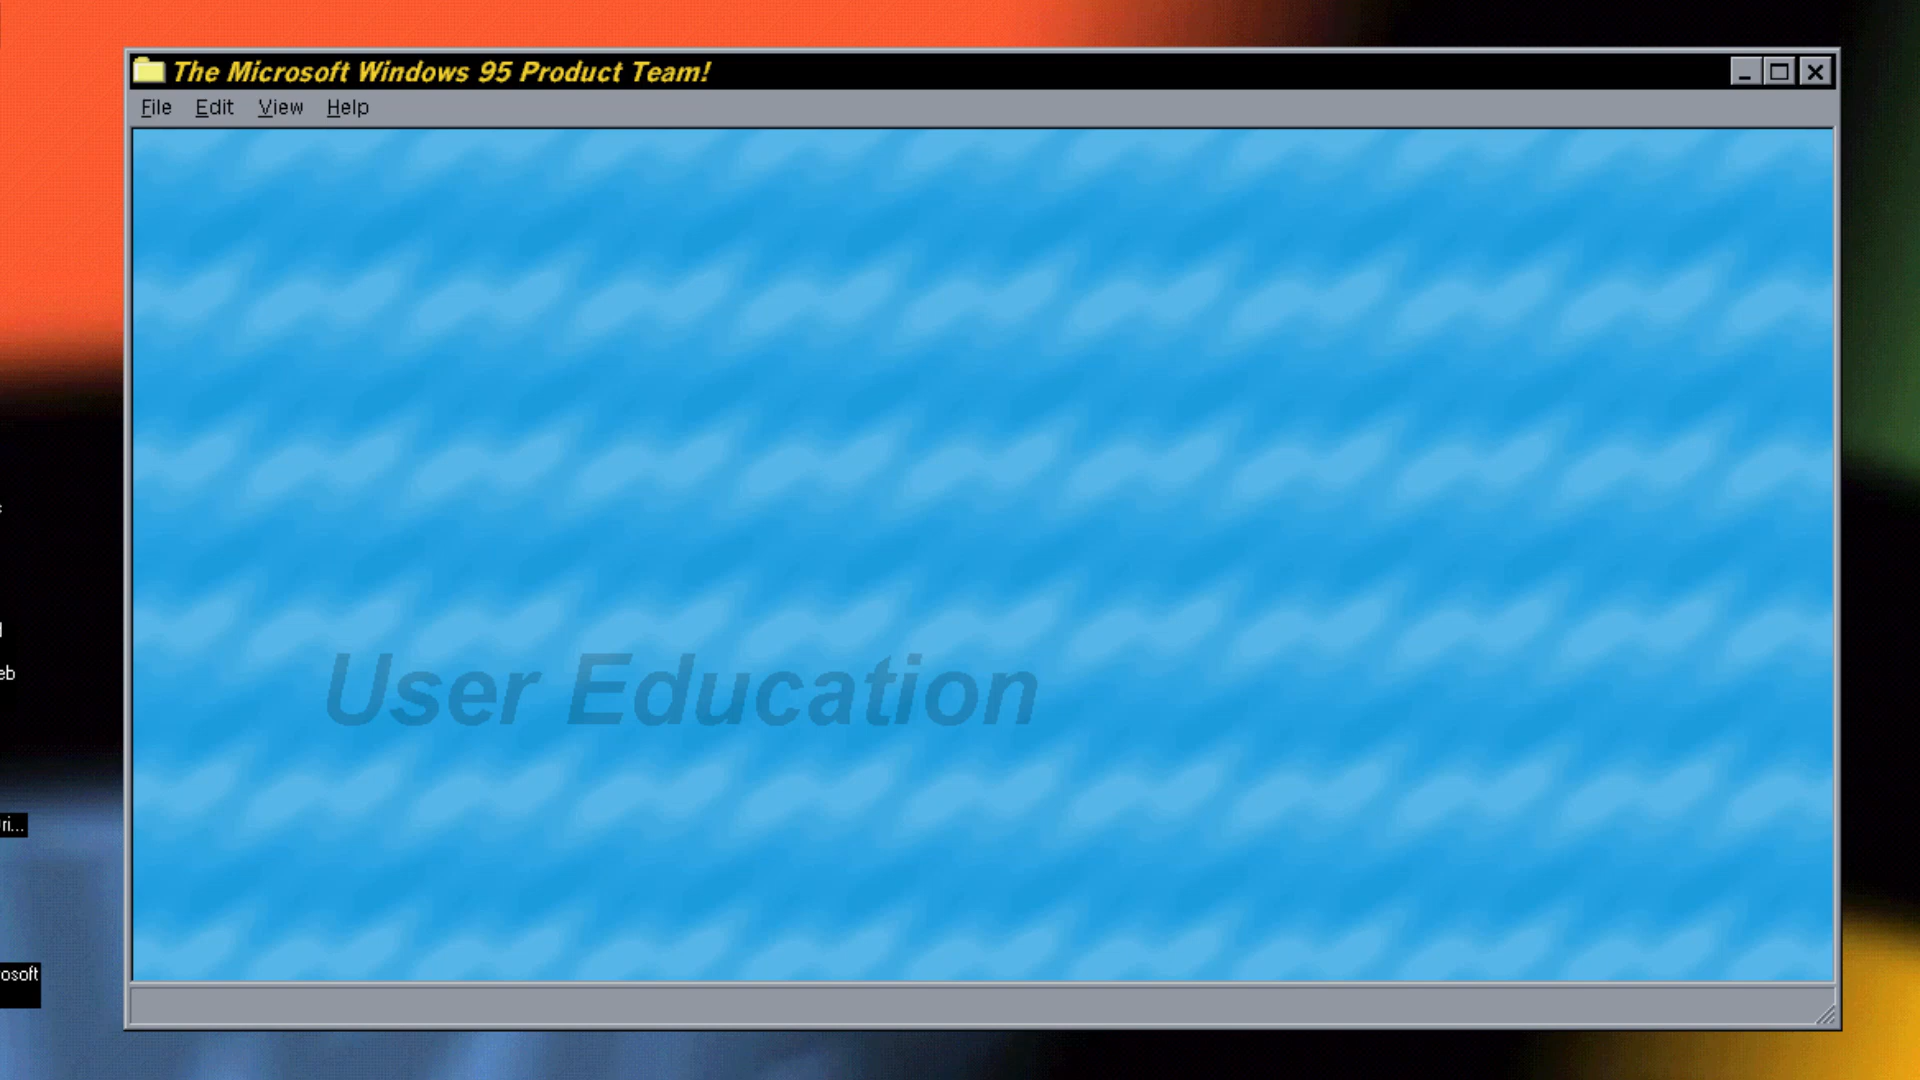 The Microsoft Windows 95 Product Team!
File Edit View Help
eb
User Education
ri...
osoft